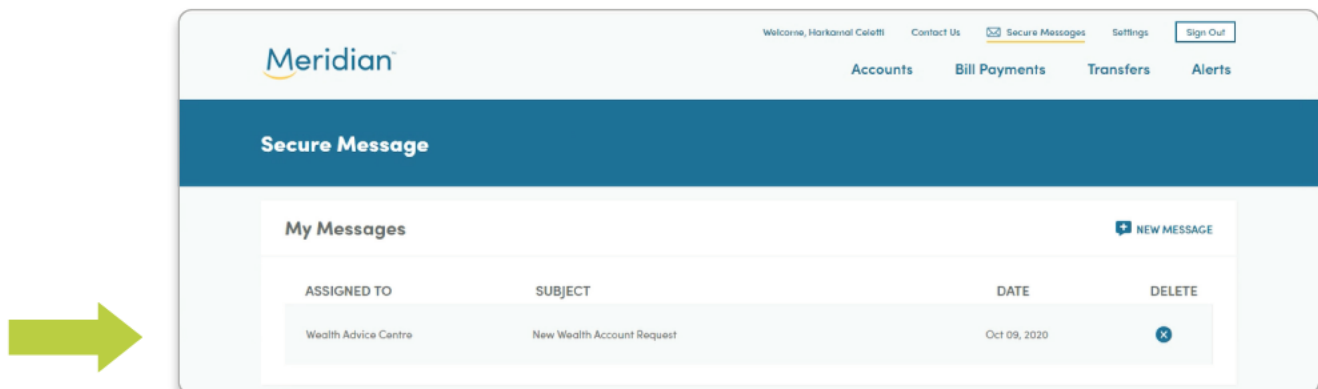 Welcome, Harkamal Celetti Contact Us Secure Messages Settings Sign Out
Meridian™
Accounts Bill Payments Transfers Alerts
Secure Message
My Messages NEW MESSAGE
ASSIGNED TO SUBJECT DATE DELETE
Wealth Advice Centre New Wealth Account Request Oct 09, 2020